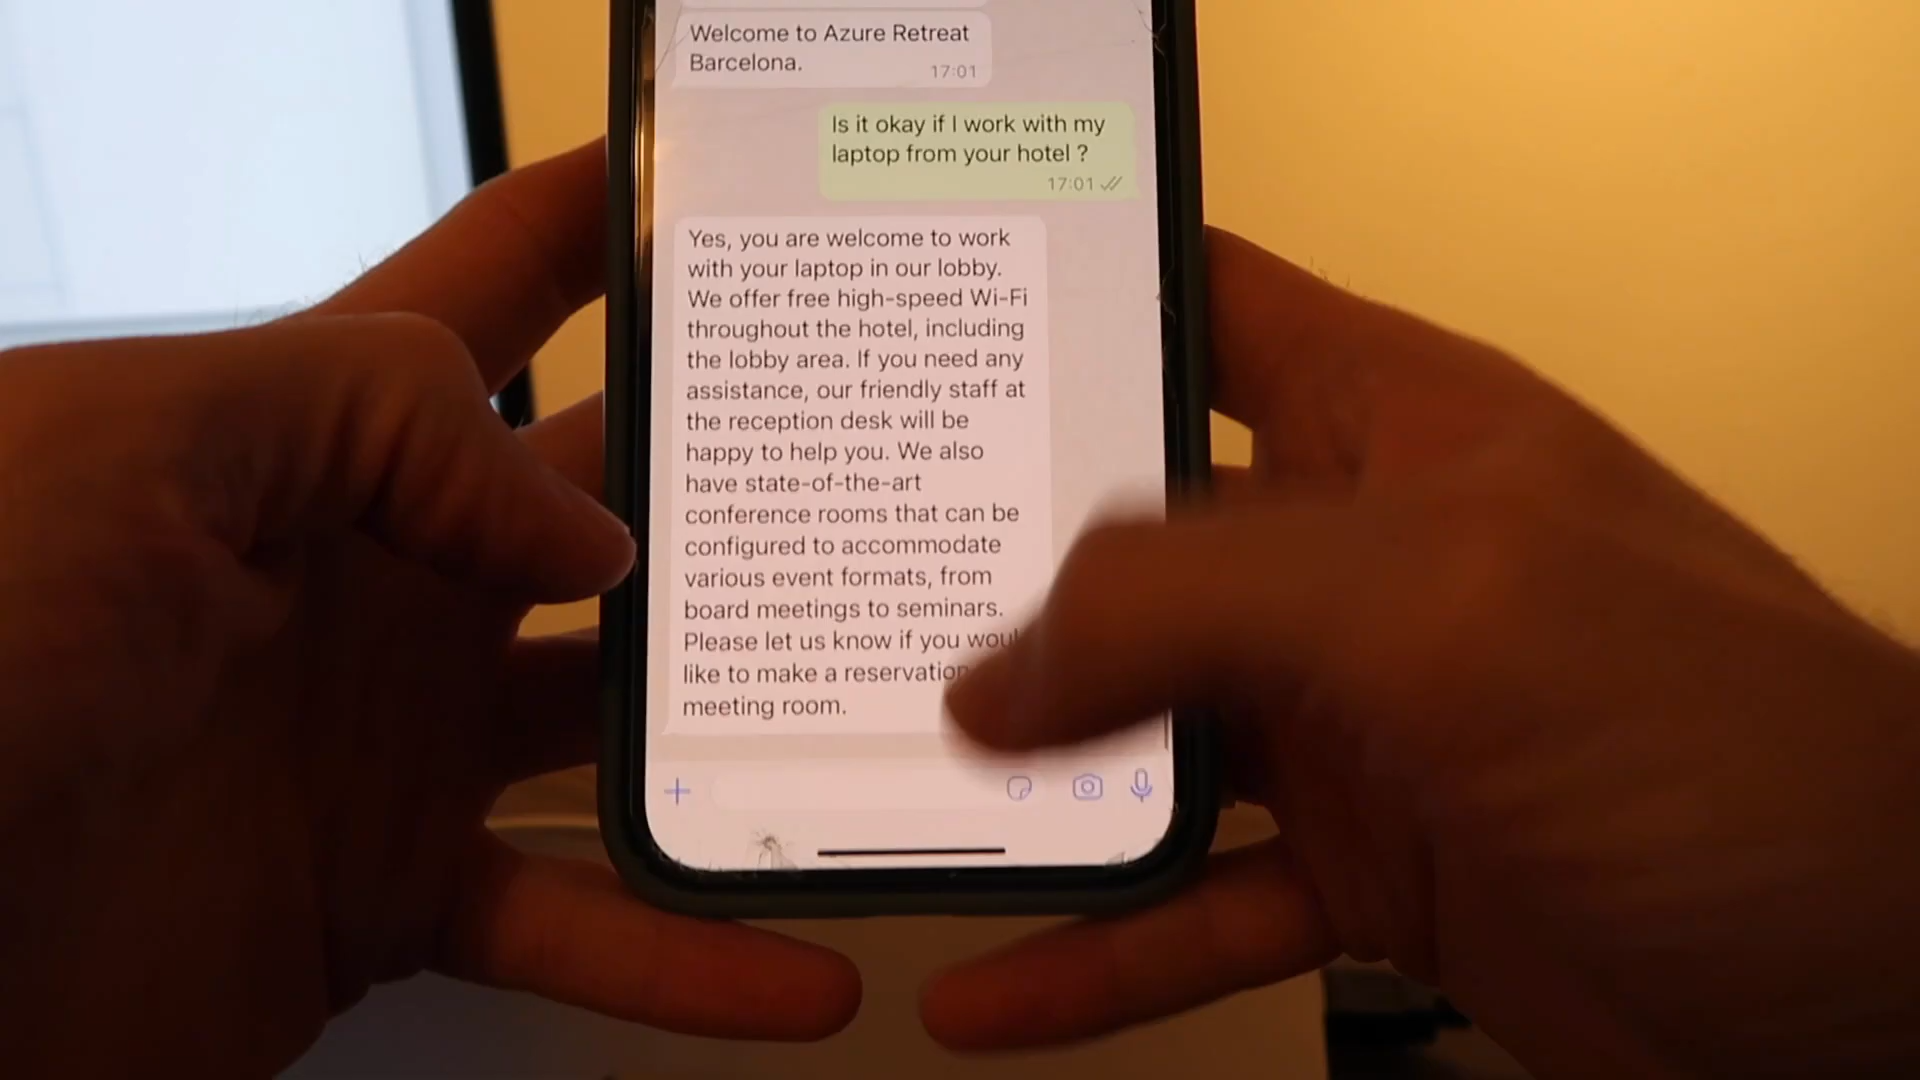 Welcome to Azure Retreat
Barcelona.
17:01
Is it okay if I work with my
laptop from your hotel ?
17:01
Yes, you are welcome to work
with your laptop in our lobby.
We offer free high-speed Wi-Fi
throughout the hotel, including
the lobby area. If you need any
assistance, our friendly staff at
the reception desk will be
happy to help you. We also
have state-of-the-art
conference rooms that can be
configured to accommodate
various event formats, from
board meetings to seminars.
Please let us know if you
like to make a reservation
meeting room.